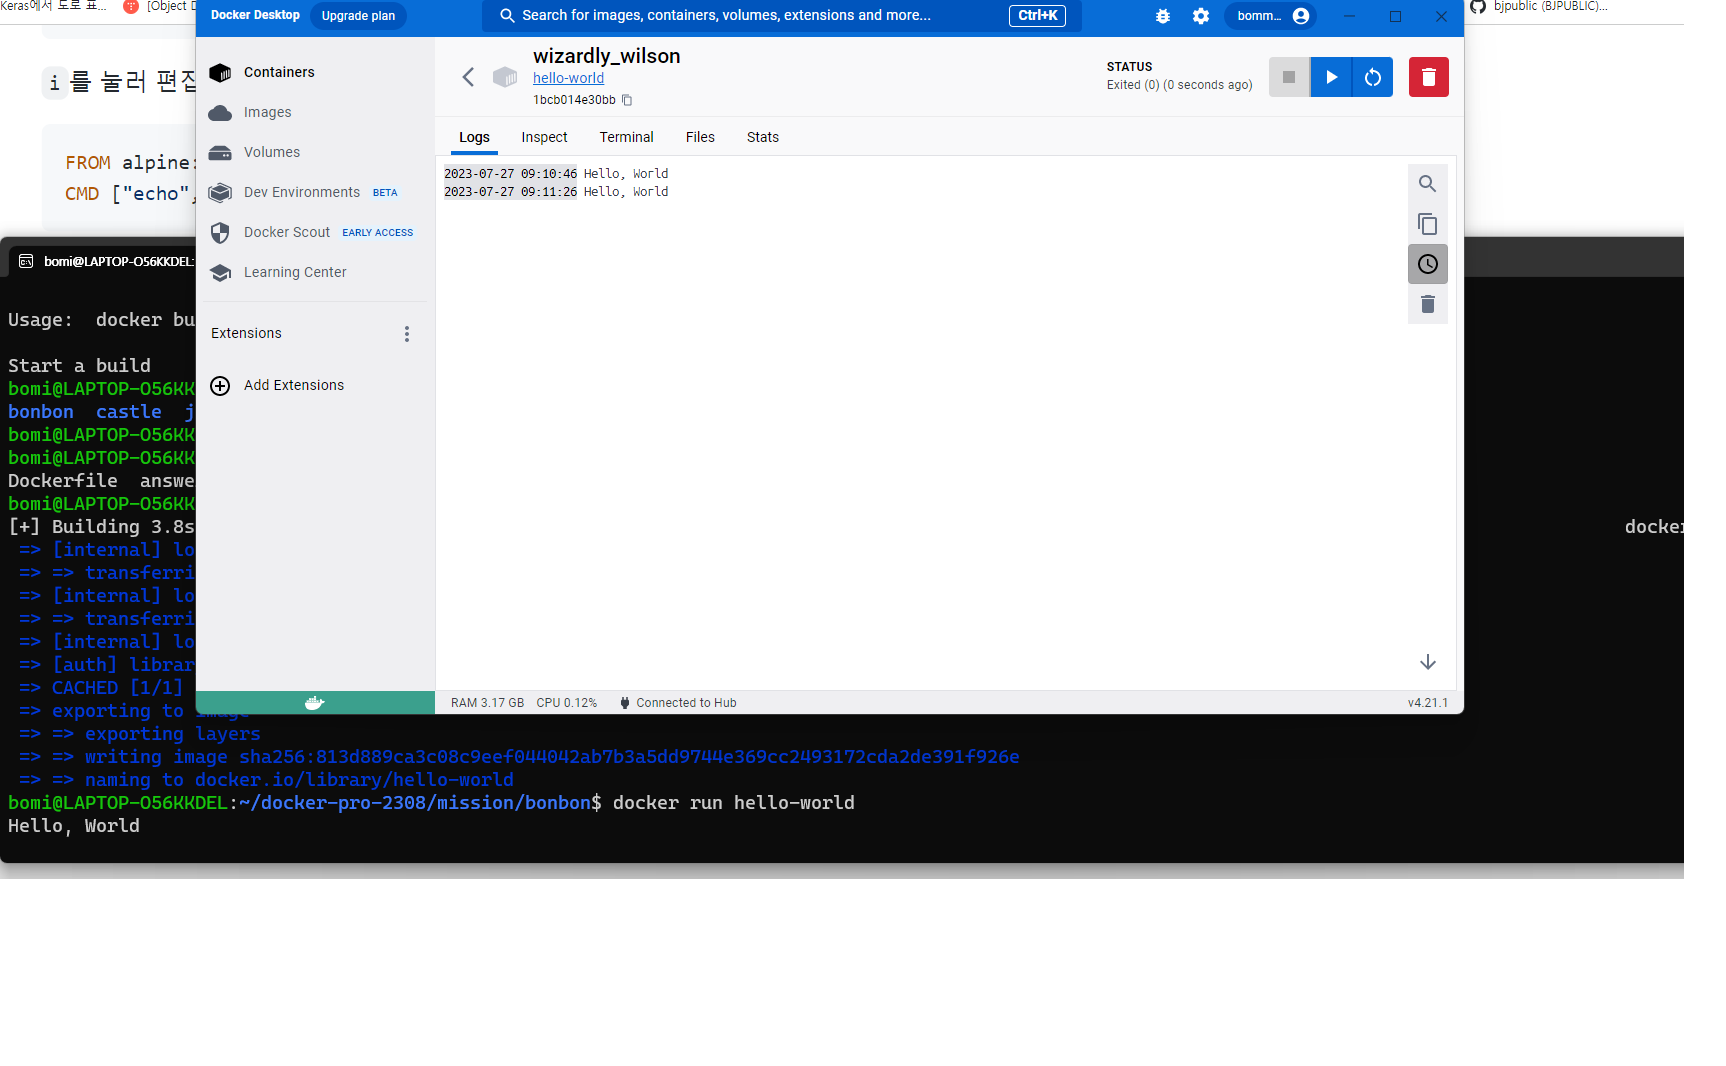 Keras에서 도로 표...
[Object D
bjpublic (BJPUBLIC)...
i를 눌러 편집
FROM alpine:
CMD ["echo",
Docker Desktop
Upgrade plan
Search for images, containers, volumes, extensions and more...
Ctrl+K
bomm...
Containers
Images
Volumes
Dev Environments BETA
Docker Scout EARLY ACCESS
Learning Center
Extensions
Add Extensions
wizardly_wilson
hello-world
1bcb014e30bb
STATUS
Exited (0) (0 seconds ago)
Logs Inspect Terminal Files Stats
2023-07-27 09:10:46 Hello, World
2023-07-27 09:11:26 Hello, World
RAM 3.17 GB CPU 0.12% Connected to Hub
v4.21.1
bomi@LAPTOP-O56KKDEL:
Usage:  docker bu
Start a build
bomi@LAPTOP-O56KK
bonbon  castle  j
bomi@LAPTOP-O56KK
bomi@LAPTOP-O56KK
Dockerfile  answe
bomi@LAPTOP-O56KK
[+] Building 3.8s docker
=> [internal] lo
=> => transferri
=> [internal] lo
=> => transferri
=> [internal] lo
=> [auth] librar
=> CACHED [1/1]
=> exporting to image
=> => exporting layers
=> => writing image sha256:813d889ca3c08c9eef044042ab7b3a5dd9744e369cc2493172cda2de391f926e
=> => naming to docker.io/library/hello-world
bomi@LAPTOP-O56KKDEL:~/docker-pro-2308/mission/bonbon$ docker run hello-world
Hello, World